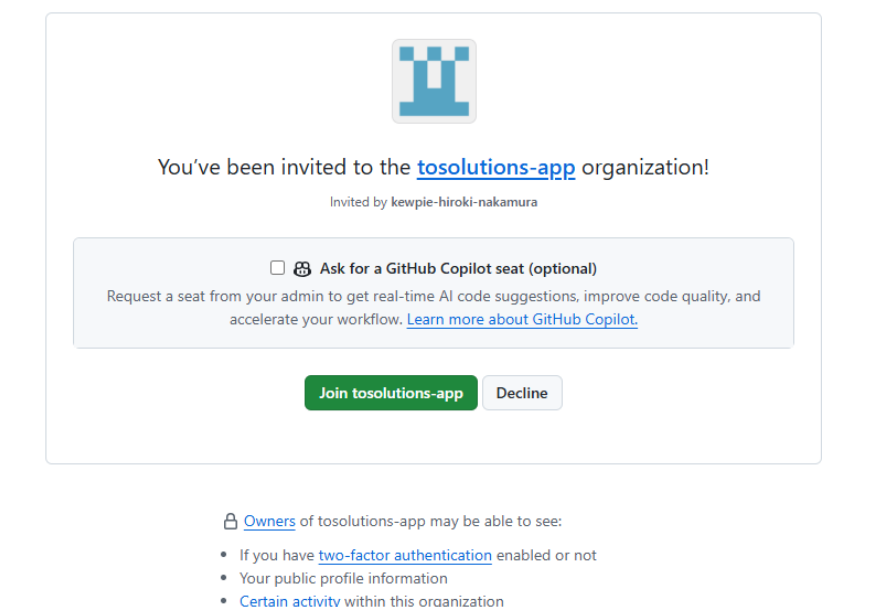 You've been invited to the tosolutions-app organization!
Invited by kewpie-hiroki-nakamura
Ask for a GitHub Copilot seat (optional)
Request a seat from your admin to get real-time AI code suggestions, improve code quality, and
accelerate your workflow. Learn more about GitHub Copilot.
Join tosolutions-app Decline
Owners of tosolutions-app may be able to see:
• If you have two-factor authentication enabled or not
• Your public profile information
• Certain activity within this organization